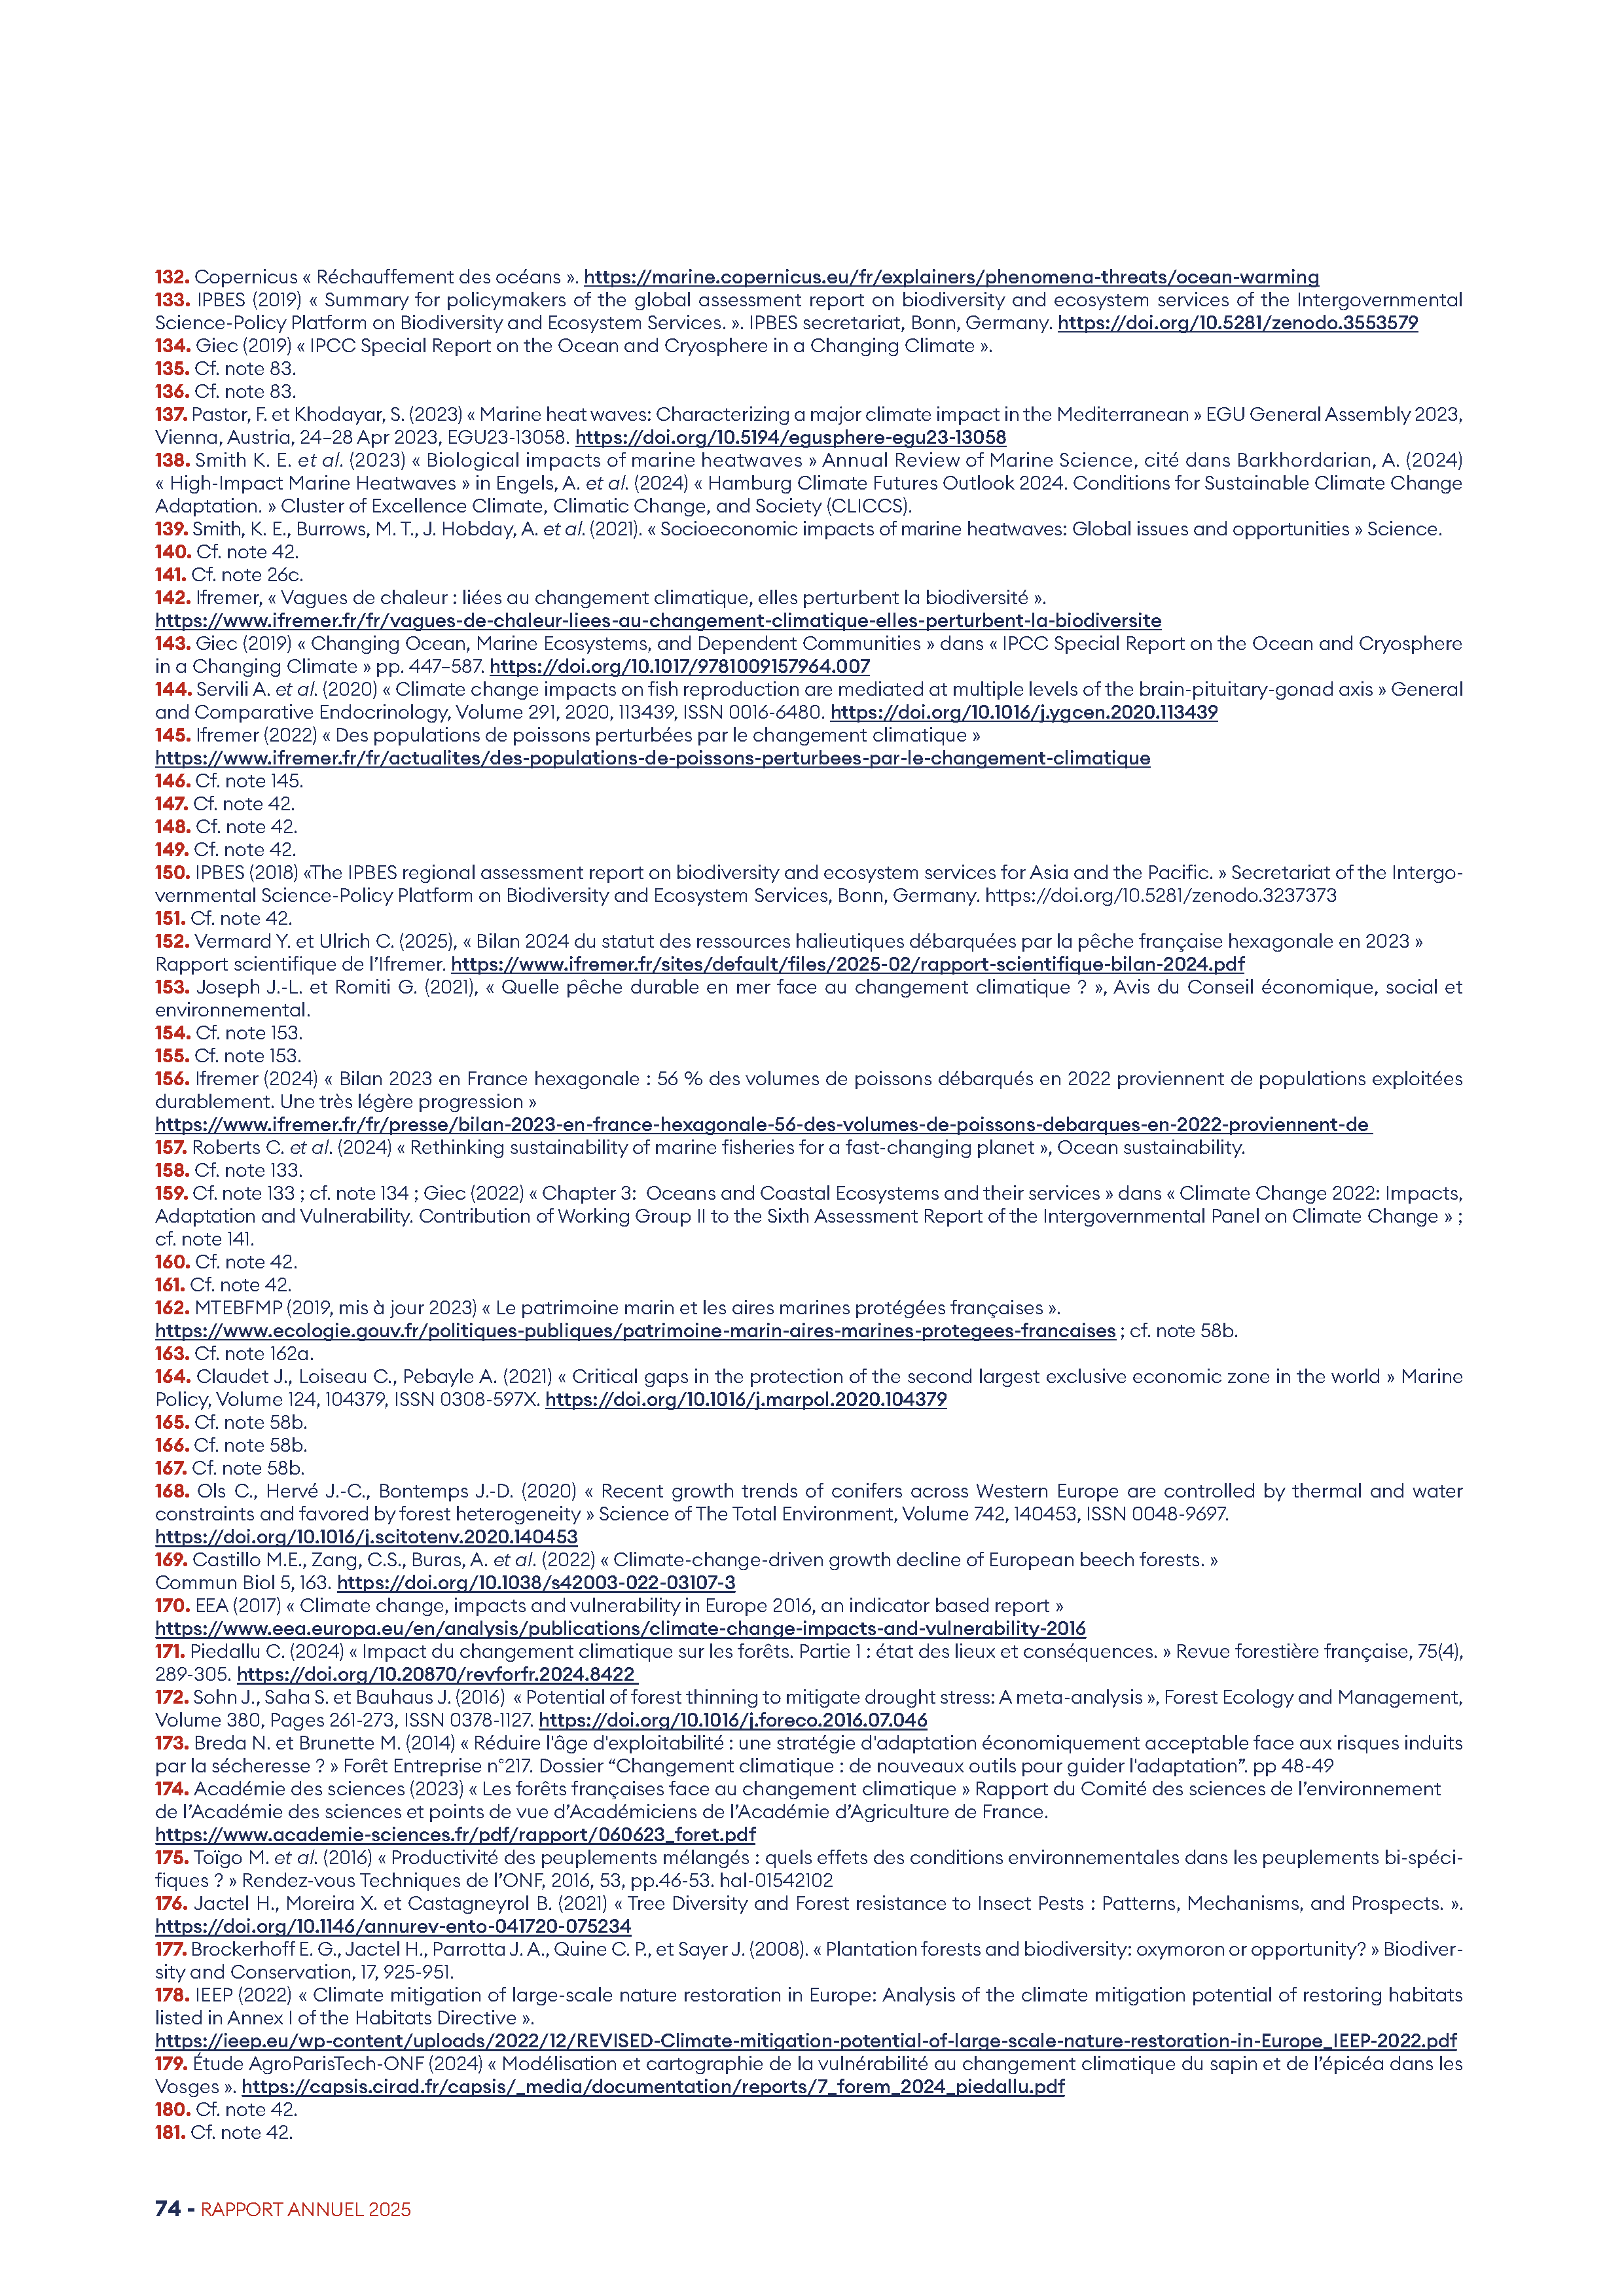 132. Copernicus « Réchauffement des océans ». https://marine.copernicus.eu/fr/explainers/phenomena-threats/ocean-warming
133. IPBES (2019) « Summary for policymakers of the global assessment report on biodiversity and ecosystem services of the Intergovernmental
Science-Policy Platform on Biodiversity and Ecosystem Services. ». IPBES secretariat, Bonn, Germany. https://doi.org/10.5281/zenodo.3553579
134. Giec (2019) « IPCC Special Report on the Ocean and Cryosphere in a Changing Climate ».
135. Cf. note 83.
136. Cf. note 83.
137. Pastor, F. et Khodayar, S. (2023) « Marine heat waves: Characterizing a major climate impact in the Mediterranean » EGU General Assembly 2023,
Vienna, Austria, 24–28 Apr 2023, EGU23-13058. https://doi.org/10.5194/egusphere-egu23-13058
138. Smith K. E. et al. (2023) « Biological impacts of marine heatwaves » Annual Review of Marine Science, cité dans Barkhordarian, A. (2024)
« High-Impact Marine Heatwaves » in Engels, A. et al. (2024) « Hamburg Climate Futures Outlook 2024. Conditions for Sustainable Climate Change
Adaptation. » Cluster of Excellence Climate, Climatic Change, and Society (CLICCS).
139. Smith, K. E., Burrows, M. T., J. Hobday, A. et al. (2021). « Socioeconomic impacts of marine heatwaves: Global issues and opportunities » Science.
140. Cf. note 42.
141. Cf. note 26c.
142. Ifremer, « Vagues de chaleur : liées au changement climatique, elles perturbent la biodiversité ».
https://www.ifremer.fr/fr/vagues-de-chaleur-liees-au-changement-climatique-elles-perturbent-la-biodiversite
143. Giec (2019) « Changing Ocean, Marine Ecosystems, and Dependent Communities » dans « IPCC Special Report on the Ocean and Cryosphere
in a Changing Climate » pp. 447–587. https://doi.org/10.1017/9781009157964.007
144. Servili A. et al. (2020) « Climate change impacts on fish reproduction are mediated at multiple levels of the brain-pituitary-gonad axis » General
and Comparative Endocrinology, Volume 291, 2020, 113439, ISSN 0016-6480. https://doi.org/10.1016/j.ygcen.2020.113439
145. Ifremer (2022) « Des populations de poissons perturbées par le changement climatique »
https://www.ifremer.fr/fr/actualites/des-populations-de-poissons-perturbees-par-le-changement-climatique
146. Cf. note 145.
147. Cf. note 42.
148. Cf. note 42.
149. Cf. note 42.
150. IPBES (2018) «The IPBES regional assessment report on biodiversity and ecosystem services for Asia and the Pacific. » Secretariat of the Intergo-
vernmental Science-Policy Platform on Biodiversity and Ecosystem Services, Bonn, Germany. https://doi.org/10.5281/zenodo.3237373
151. Cf. note 42.
152. Vermard Y. et Ulrich C. (2025), « Bilan 2024 du statut des ressources halieutiques débarquées par la pêche française hexagonale en 2023 »
Rapport scientifique de l’Ifremer. https://www.ifremer.fr/sites/default/files/2025-02/rapport-scientifique-bilan-2024.pdf
153. Joseph J.-L. et Romiti G. (2021), « Quelle pêche durable en mer face au changement climatique ? », Avis du Conseil économique, social et
environnemental.
154. Cf. note 153.
155. Cf. note 153.
156. Ifremer (2024) « Bilan 2023 en France hexagonale : 56 % des volumes de poissons débarqués en 2022 proviennent de populations exploitées
durablement. Une très légère progression »
https://www.ifremer.fr/fr/presse/bilan-2023-en-france-hexagonale-56-des-volumes-de-poissons-debarques-en-2022-proviennent-de
157. Roberts C. et al. (2024) « Rethinking sustainability of marine fisheries for a fast-changing planet », Ocean sustainability.
158. Cf. note 133.
159. Cf. note 133 ; cf. note 134 ; Giec (2022) « Chapter 3: Oceans and Coastal Ecosystems and their services » dans « Climate Change 2022: Impacts,
Adaptation and Vulnerability. Contribution of Working Group II to the Sixth Assessment Report of the Intergovernmental Panel on Climate Change » ;
cf. note 141.
160. Cf. note 42.
161. Cf. note 42.
162. MTEBFMP (2019, mis à jour 2023) « Le patrimoine marin et les aires marines protégées françaises ».
https://www.ecologie.gouv.fr/politiques-publiques/patrimoine-marin-aires-marines-protegees-francaises ; cf. note 58b.
163. Cf. note 162a.
164. Claudet J., Loiseau C., Pebayle A. (2021) « Critical gaps in the protection of the second largest exclusive economic zone in the world » Marine
Policy, Volume 124, 104379, ISSN 0308-597X. https://doi.org/10.1016/j.marpol.2020.104379
165. Cf. note 58b.
166. Cf. note 58b.
167. Cf. note 58b.
168. Ols C., Hervé J.-C., Bontemps J.-D. (2020) « Recent growth trends of conifers across Western Europe are controlled by thermal and water
constraints and favored by forest heterogeneity » Science of The Total Environment, Volume 742, 140453, ISSN 0048-9697.
https://doi.org/10.1016/j.scitotenv.2020.140453
169. Castillo M.E., Zang, C.S., Buras, A. et al. (2022) « Climate-change-driven growth decline of European beech forests. »
Commun Biol 5, 163. https://doi.org/10.1038/s42003-022-03107-3
170. EEA (2017) « Climate change, impacts and vulnerability in Europe 2016, an indicator based report »
https://www.eea.europa.eu/en/analysis/publications/climate-change-impacts-and-vulnerability-2016
171. Piedallu C. (2024) « Impact du changement climatique sur les forêts. Partie 1 : état des lieux et conséquences. » Revue forestière française, 75(4),
289-305. https://doi.org/10.20870/revforfr.2024.8422
172. Sohn J., Saha S. et Bauhaus J. (2016) « Potential of forest thinning to mitigate drought stress: A meta-analysis », Forest Ecology and Management,
Volume 380, Pages 261-273, ISSN 0378-1127. https://doi.org/10.1016/j.foreco.2016.07.046
173. Breda N. et Brunette M. (2014) « Réduire l'âge d'exploitabilité : une stratégie d'adaptation économiquement acceptable face aux risques induits
par la sécheresse ? » Forêt Entreprise n°217. Dossier “Changement climatique : de nouveaux outils pour guider l'adaptation”. pp 48-49
174. Académie des sciences (2023) « Les forêts françaises face au changement climatique » Rapport du Comité des sciences de l’environnement
de l’Académie des sciences et points de vue d’Académiciens de l’Académie d’Agriculture de France.
https://www.academie-sciences.fr/pdf/rapport/060623_foret.pdf
175. Toïgo M. et al. (2016) « Productivité des peuplements mélangés : quels effets des conditions environnementales dans les peuplements bi-spéci-
fiques ? » Rendez-vous Techniques de l’ONF, 2016, 53, pp.46-53. hal-01542102
176. Jactel H., Moreira X. et Castagneyrol B. (2021) « Tree Diversity and Forest resistance to Insect Pests : Patterns, Mechanisms, and Prospects. ».
https://doi.org/10.1146/annurev-ento-041720-075234
177. Brockerhoff E. G., Jactel H., Parrotta J. A., Quine C. P., et Sayer J. (2008). « Plantation forests and biodiversity: oxymoron or opportunity? » Biodiver-
sity and Conservation, 17, 925-951.
178. IEEP (2022) « Climate mitigation of large-scale nature restoration in Europe: Analysis of the climate mitigation potential of restoring habitats
listed in Annex I of the Habitats Directive ».
https://ieep.eu/wp-content/uploads/2022/12/REVISED-Climate-mitigation-potential-of-large-scale-nature-restoration-in-Europe_IEEP-2022.pdf
179. Étude AgroParisTech-ONF (2024) « Modélisation et cartographie de la vulnérabilité au changement climatique du sapin et de l’épicéa dans les
Vosges ». https://capsis.cirad.fr/capsis/_media/documentation/reports/7_forem_2024_piedallu.pdf
180. Cf. note 42.
181. Cf. note 42.
74 - RAPPORT ANNUEL 2025